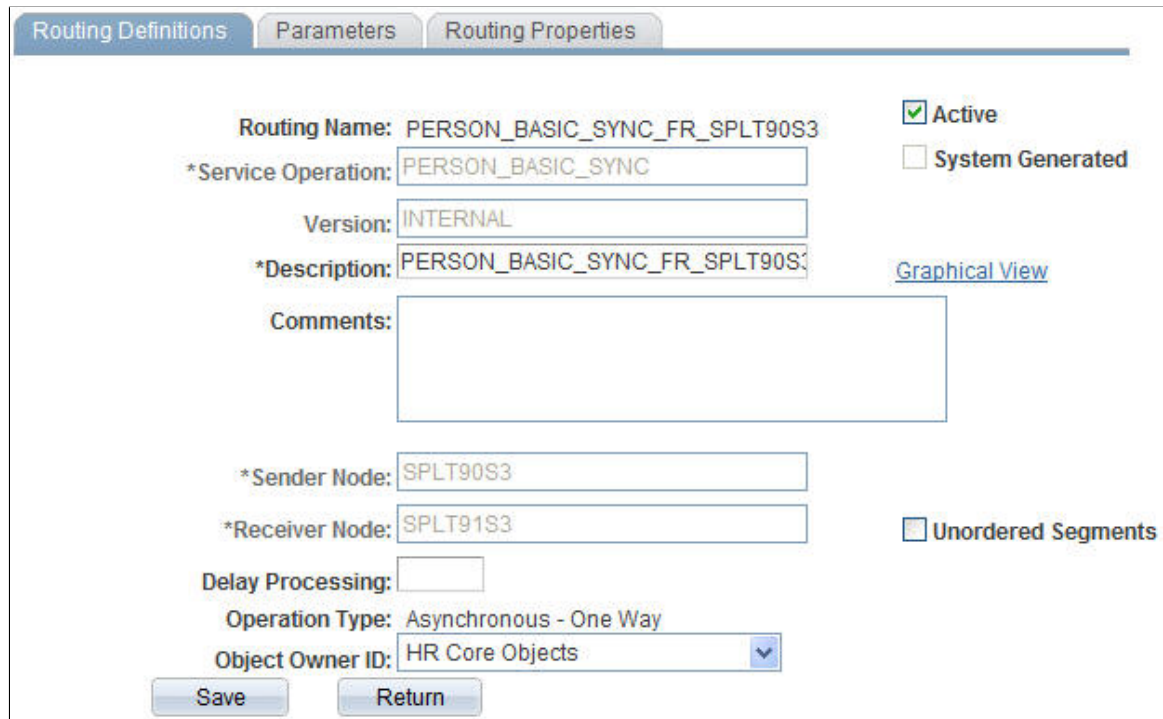 Routing Definitions
Parameters
Routing Properties
Routing Name: PERSON_BASIC_SYNC_FR_SPLT90S3
Active
*Service Operation: PERSON_BASIC_SYNC
System Generated
Version: INTERNAL
*Description: PERSON_BASIC_SYNC_FR_SPLT90S3
Graphical View
Comments:
*Sender Node: SPLT90S3
*Receiver Node: SPLT91S3
Unordered Segments
Delay Processing:
Operation Type: Asynchronous - One Way
Object Owner ID: HR Core Objects
Save
Return